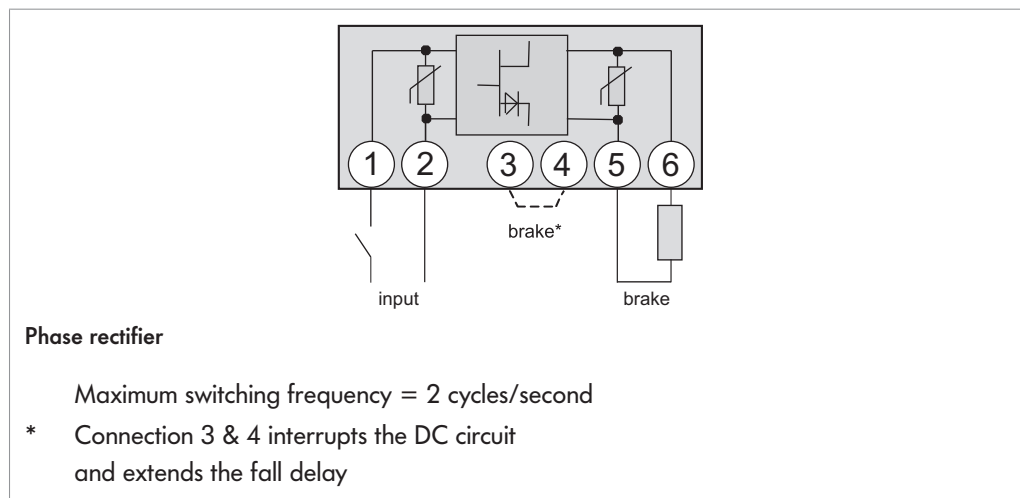 1 2 3 4 5 6
brake*
input
brake
Phase rectifier
Maximum switching frequency = 2 cycles/second
* Connection 3 & 4 interrupts the DC circuit
and extends the fall delay